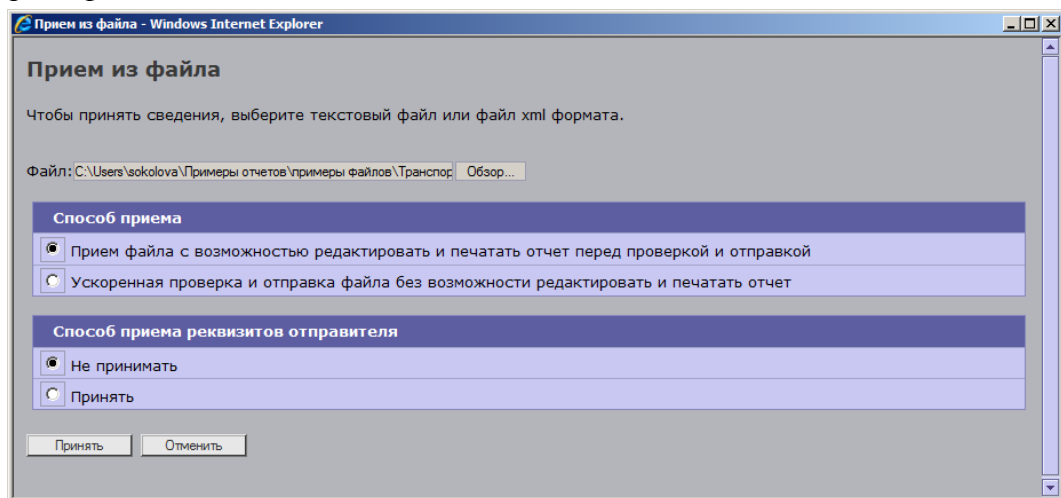 Прием из файла - Windows Internet Explorer
Прием из файла
Чтобы принять сведения, выберите текстовый файл или файл xml формата.
Файл: C:\Users\sokolova\Примеры отчетов\примеры файлов\Транспор Обзор...
Способ приема
Прием файла с возможностью редактировать и печатать отчет перед проверкой и отправкой
Ускоренная проверка и отправка файла без возможности редактировать и печатать отчет
Способ приема реквизитов отправителя
Не принимать
Принять
Принять Отменить